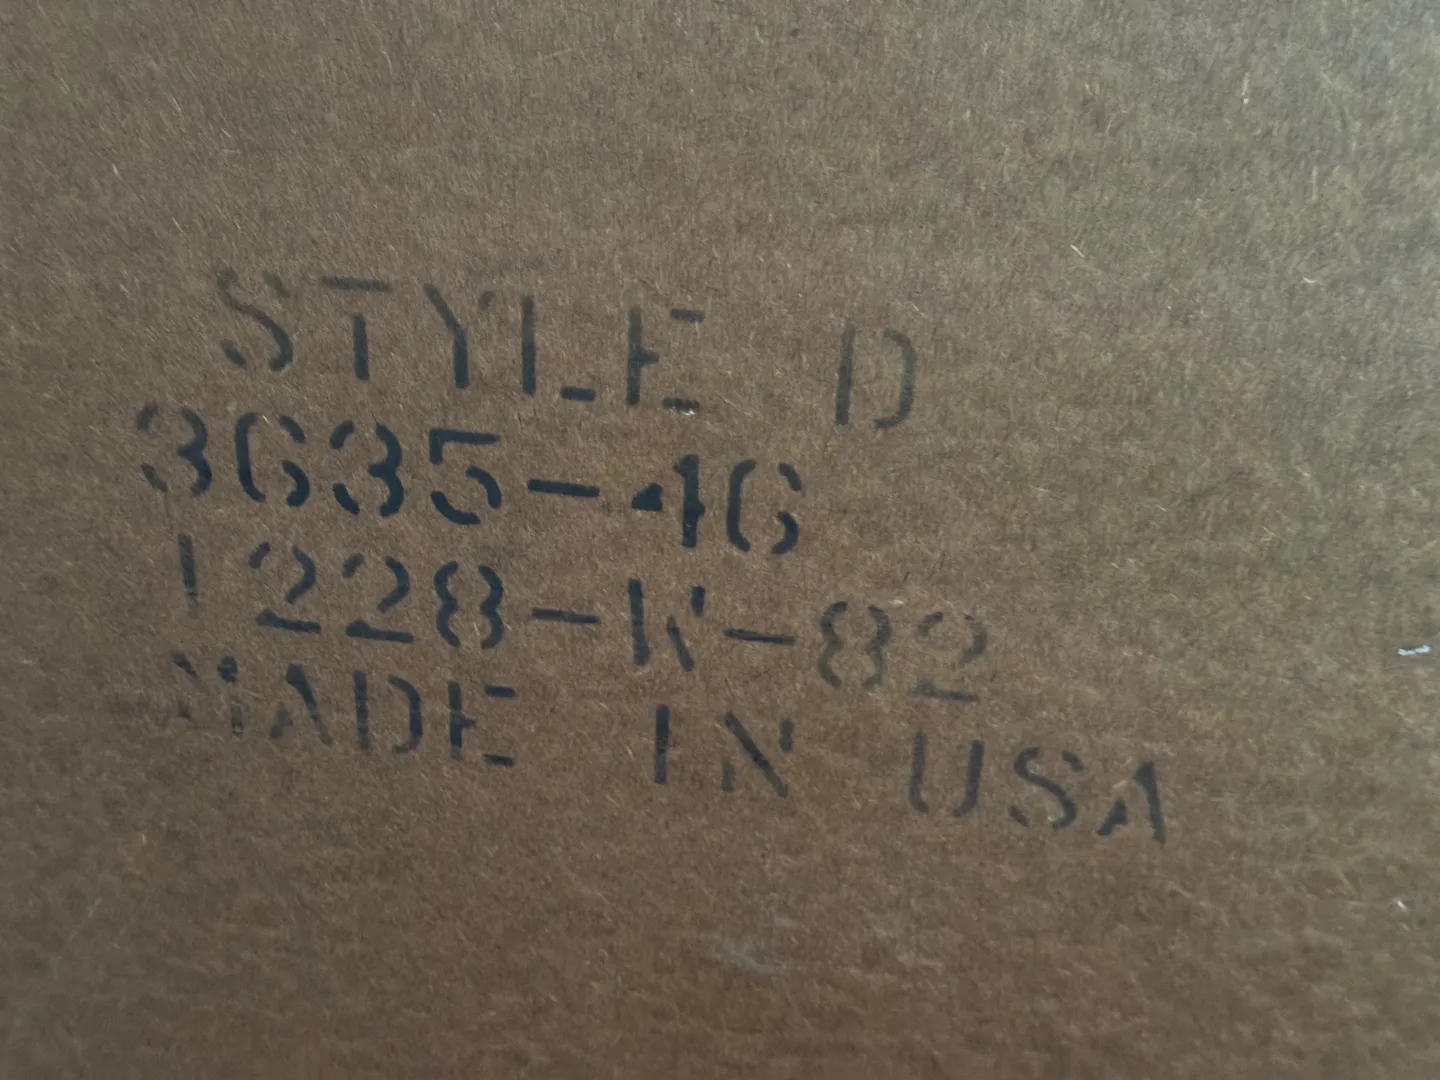 STYLE D
3635-46
1228-K-82
MADE IN USA